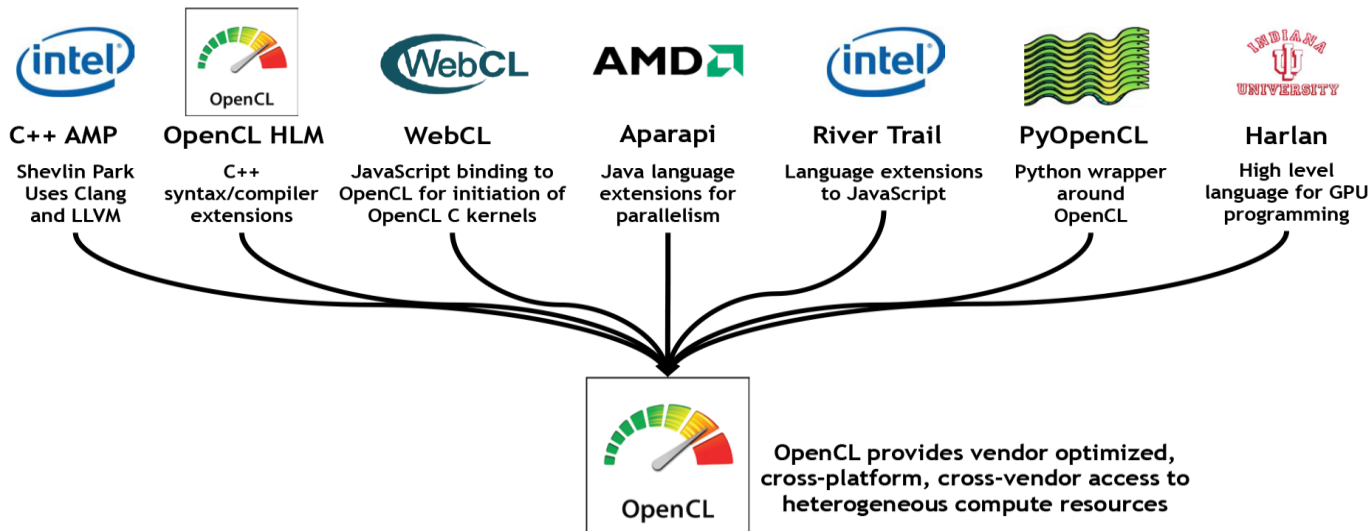 intel
OpenCL
WebCL
AMD
intel
INDIANA
UNIVERSITY
C++ AMP
Shevlin Park
Uses Clang
and LLVM
OpenCL HLM
C++
syntax/compiler
extensions
WebCL
JavaScript binding to
OpenCL for initiation of
OpenCL C kernels
Aparapi
Java language
extensions for
parallelism
River Trail
Language extensions
to JavaScript
PyOpenCL
Python wrapper
around
OpenCL
Harlan
High level
language for GPU
programming
OpenCL
OpenCL provides vendor optimized,
cross-platform, cross-vendor access to
heterogeneous compute resources